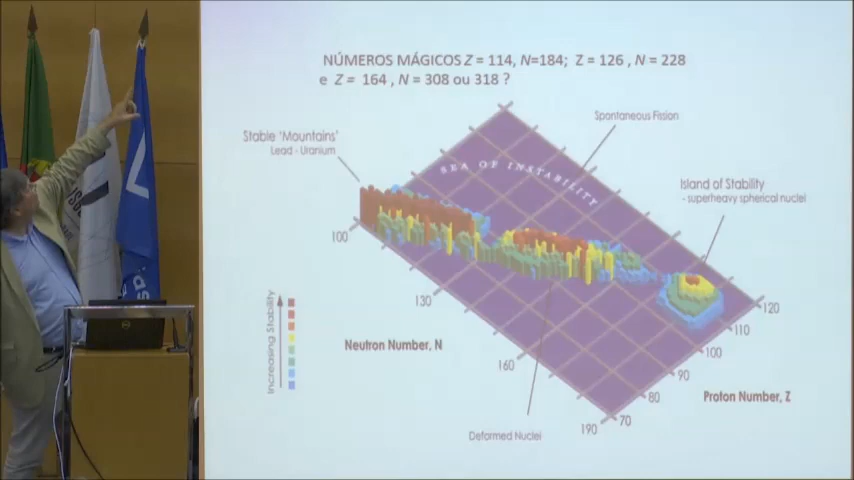 NÚMEROS MÁGICOS Z = 114, N=184; Z = 126 , N = 228
e Z = 164 , N = 308 ou 318 ?
Spontaneous Fission
Stable ‘Mountains’
Lead - Uranium
SEA OF INSTABILITY
Island of Stability
- superheavy spherical nuclei
100
130
160
190
70
80
90
100
110
120
Increasing Stability
Neutron Number, N
Proton Number, Z
Deformed Nuclei